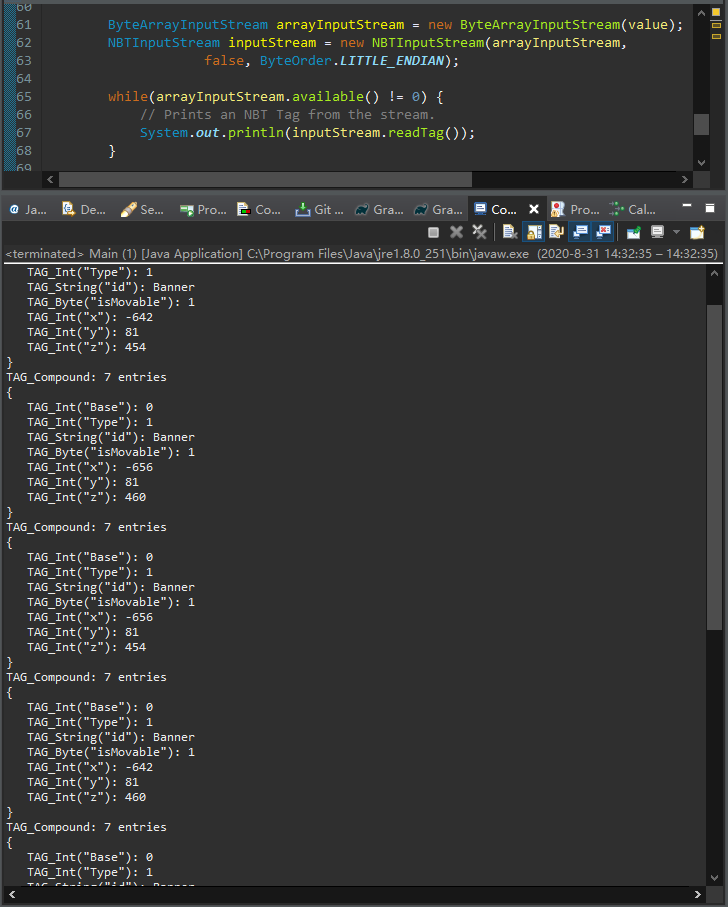 60
61 ByteArrayInputStream arrayInputStream = new ByteArrayInputStream(value);
62 NBTInputStream inputStream = new NBTInputStream(arrayInputStream,
63 false, ByteOrder.LITTLE_ENDIAN);
64
65 while(arrayInputStream.available() != 0) {
66 // Prints an NBT Tag from the stream.
67 System.out.println(inputStream.readTag());
68 }
69
@ Ja... De... Se... Pro... Co... Git ... Gra... Gra... Co... Pro... Cal...
<terminated> Main (1) [Java Application] C:\Program Files\Java\jre1.8.0_251\bin\javaw.exe (2020-8-31 14:32:35 – 14:32:35)
TAG_Int("Type"): 1
TAG_String("id"): Banner
TAG_Byte("isMovable"): 1
TAG_Int("x"): -642
TAG_Int("y"): 81
TAG_Int("z"): 454
}
TAG_Compound: 7 entries
{
TAG_Int("Base"): 0
TAG_Int("Type"): 1
TAG_String("id"): Banner
TAG_Byte("isMovable"): 1
TAG_Int("x"): -656
TAG_Int("y"): 81
TAG_Int("z"): 460
}
TAG_Compound: 7 entries
{
TAG_Int("Base"): 0
TAG_Int("Type"): 1
TAG_String("id"): Banner
TAG_Byte("isMovable"): 1
TAG_Int("x"): -656
TAG_Int("y"): 81
TAG_Int("z"): 454
}
TAG_Compound: 7 entries
{
TAG_Int("Base"): 0
TAG_Int("Type"): 1
TAG_String("id"): Banner
TAG_Byte("isMovable"): 1
TAG_Int("x"): -642
TAG_Int("y"): 81
TAG_Int("z"): 460
}
TAG_Compound: 7 entries
{
TAG_Int("Base"): 0
TAG_Int("Type"): 1
TAG_String("id"): Banner